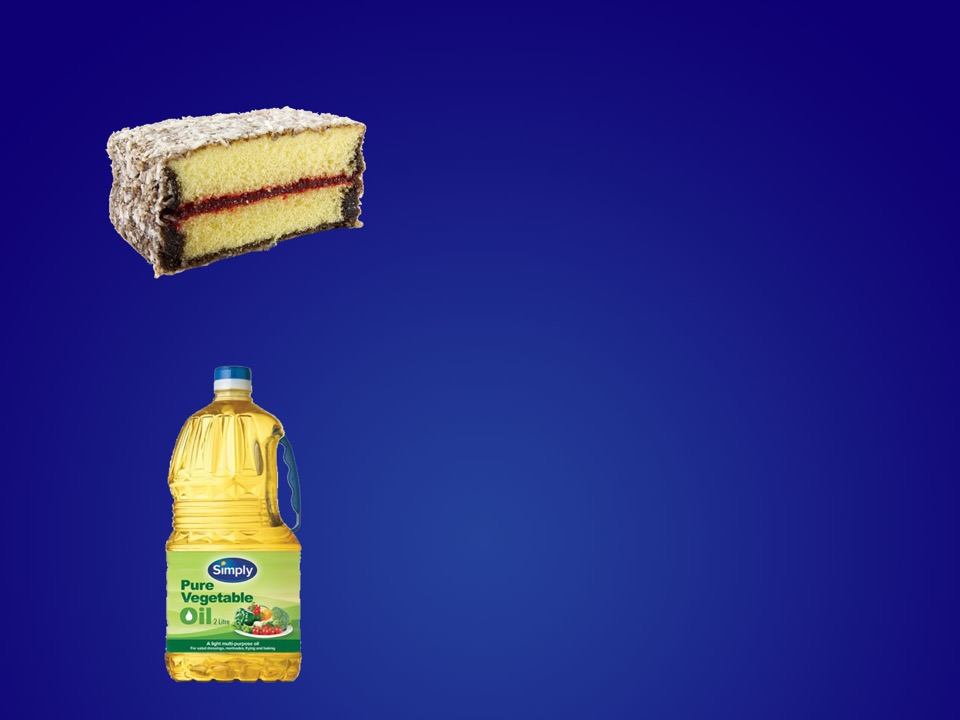 Simply
Pure
Vegetable
Oil 2 Litre
A light multi-purpose oil
For salad dressings, marinades, frying and baking